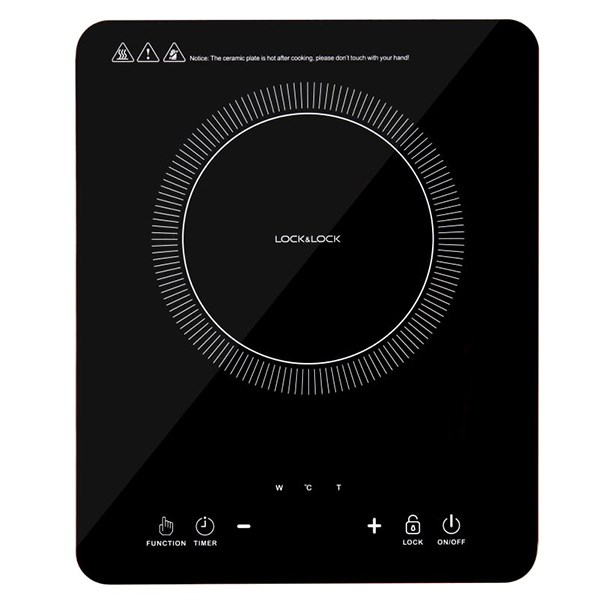 Notice: The ceramic plate is hot after cooking, please don't touch with your hand!
LOCK&LOCK
W °C T
− +
FUNCTION TIMER LOCK ON/OFF